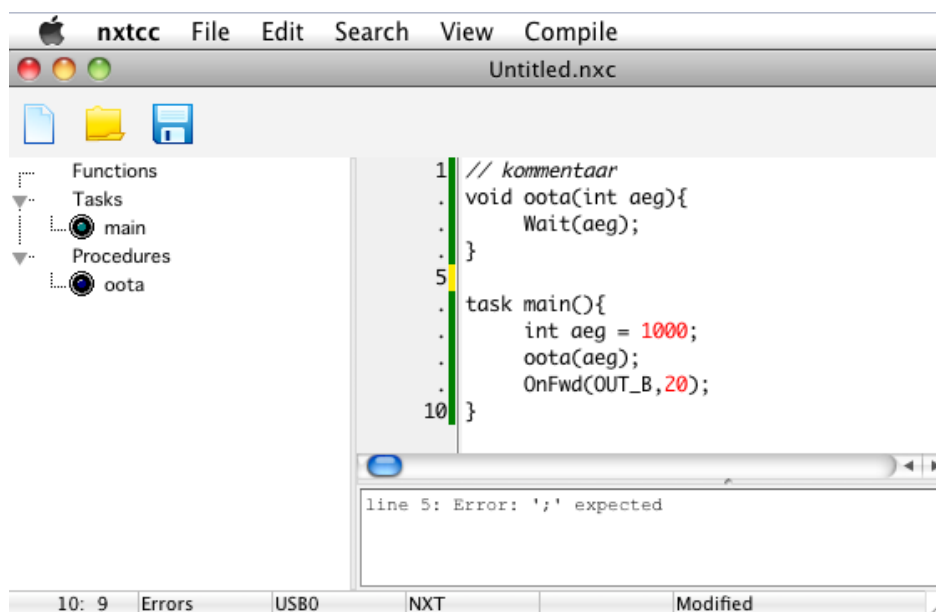 nxtcc File Edit Search View Compile
Untitled.nxc
Functions
Tasks
main
Procedures
oota
1 // kommentaar
. void oota(int aeg){
. Wait(aeg);
. }
5
. task main(){
. int aeg = 1000;
. oota(aeg);
. OnFwd(OUT_B,20);
10 }
line 5: Error: ';' expected
10: 9 Errors USB0 NXT Modified